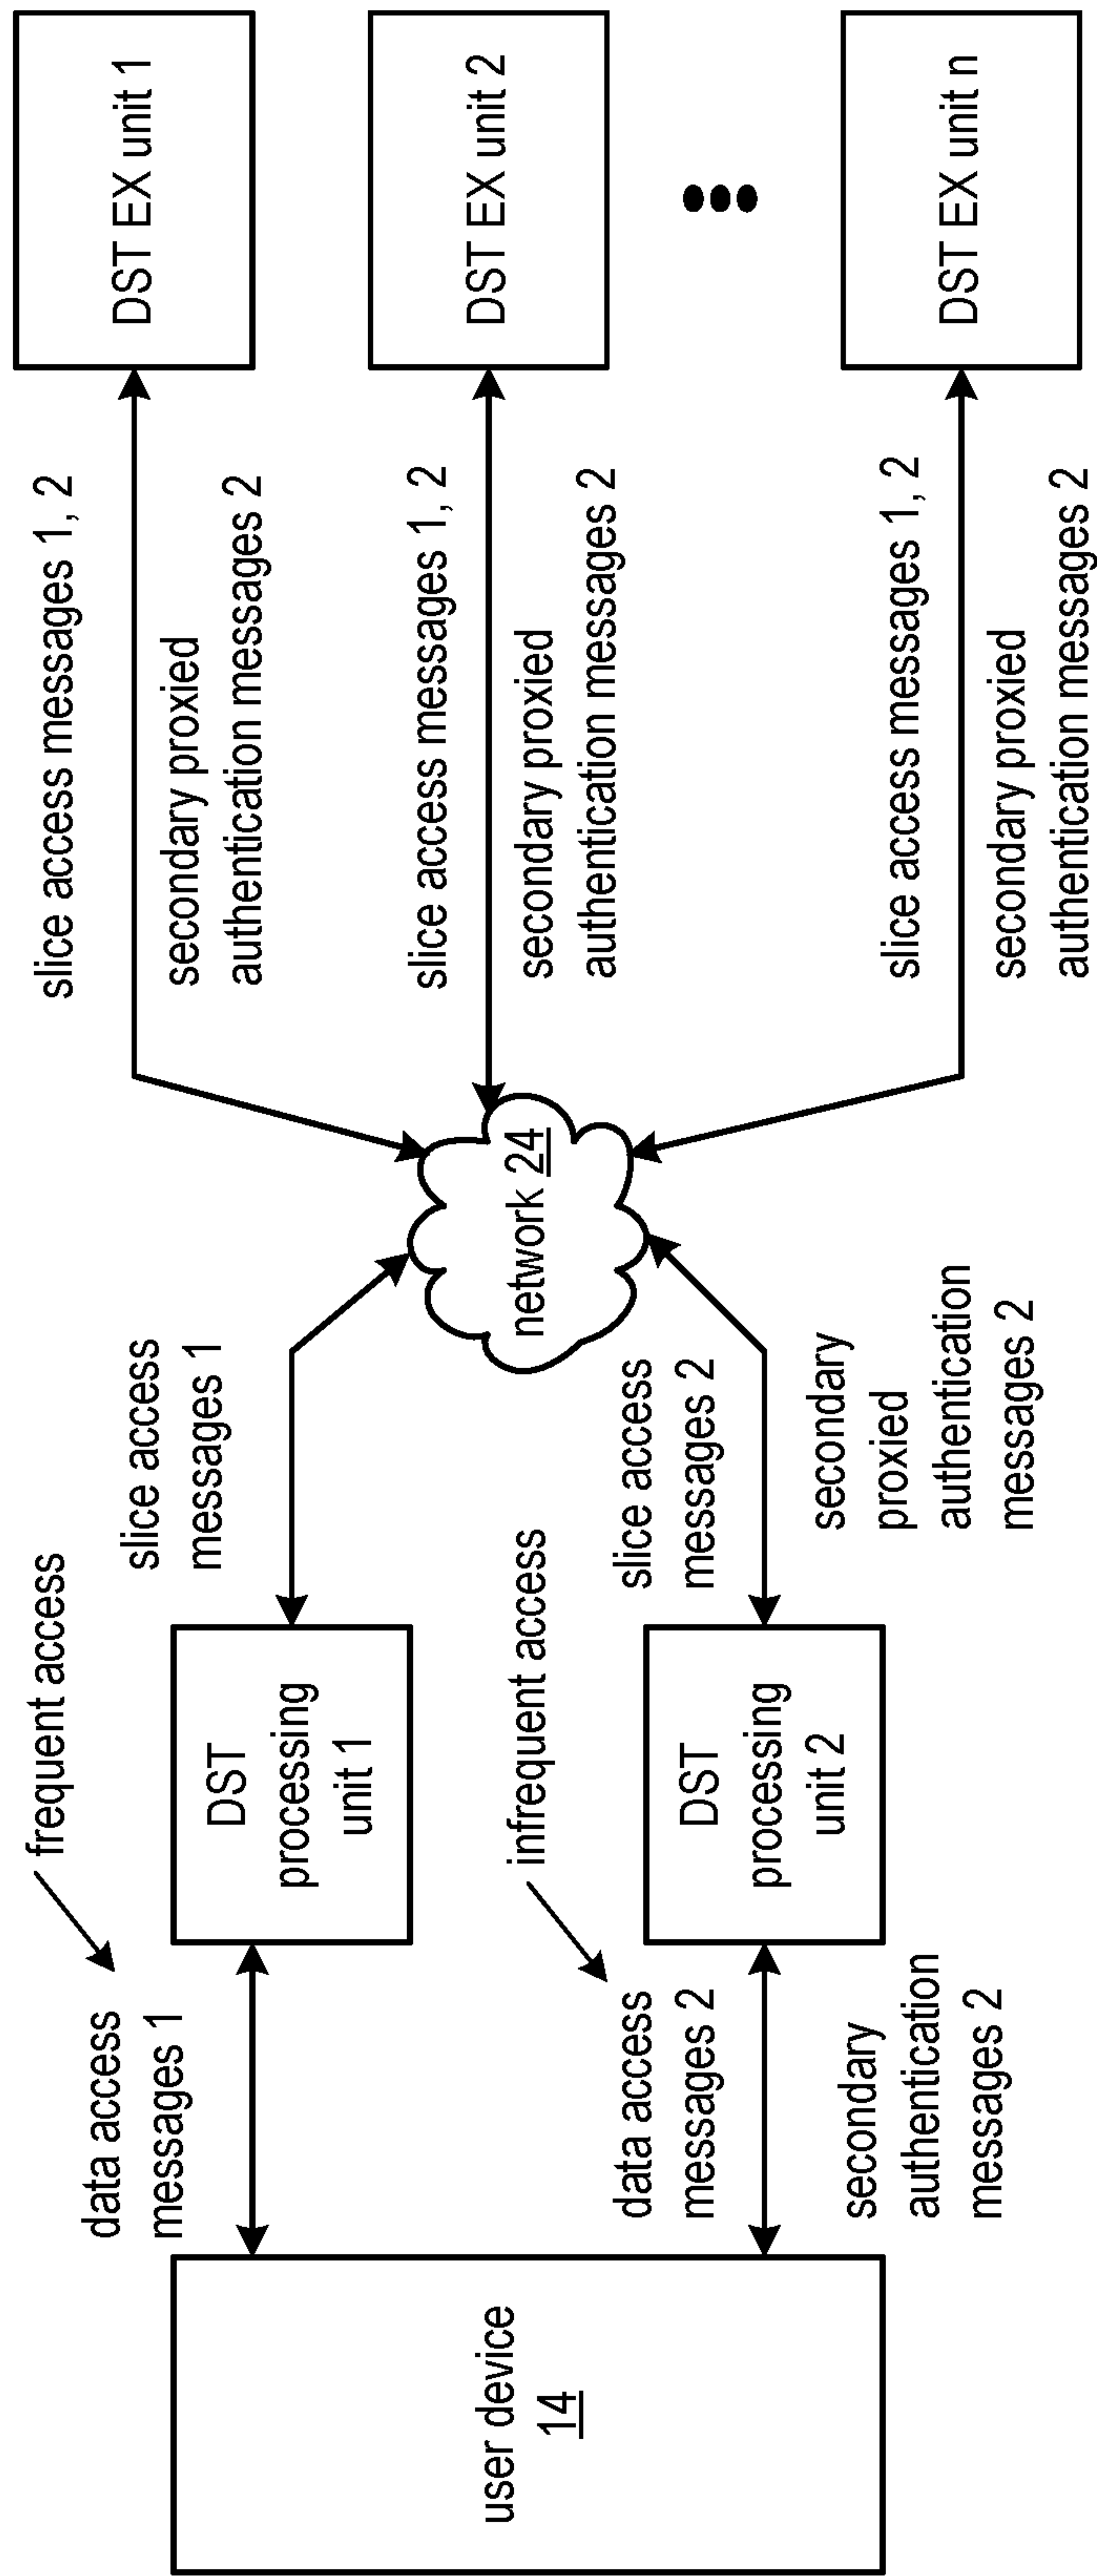 user device
14
data access
messages 1
frequent access
DST
processing
unit 1
slice access
messages 1
data access
messages 2
infrequent access
secondary
authentication
messages 2
DST
processing
unit 2
slice access
messages 2
secondary
proxied
authentication
messages 2
network 24
slice access messages 1, 2
secondary proxied
authentication messages 2
DST EX unit 1
slice access messages 1, 2
secondary proxied
authentication messages 2
DST EX unit 2
slice access messages 1, 2
secondary proxied
authentication messages 2
DST EX unit n